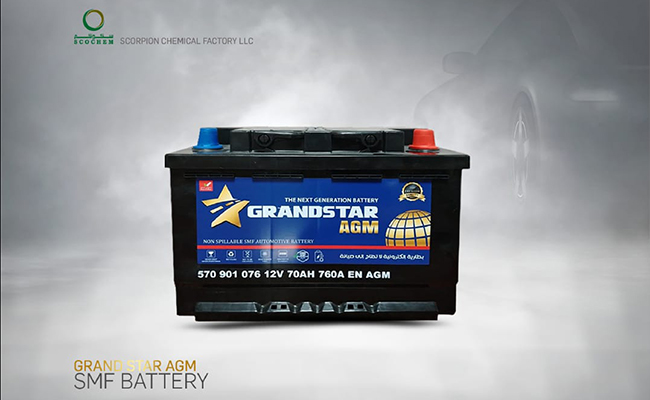 SCOCHEM
SCORPION CHEMICAL FACTORY LLC
THE NEXT GENERATION BATTERY
GRANDSTAR
AGM
NON SPILLABLE SMF AUTOMOTIVE BATTERY
بطارية الكترونية لا تحتاج إلى صيانة
570 901 076 12V 70AH 760A EN AGM
GRAND STAR AGM
SMF BATTERY